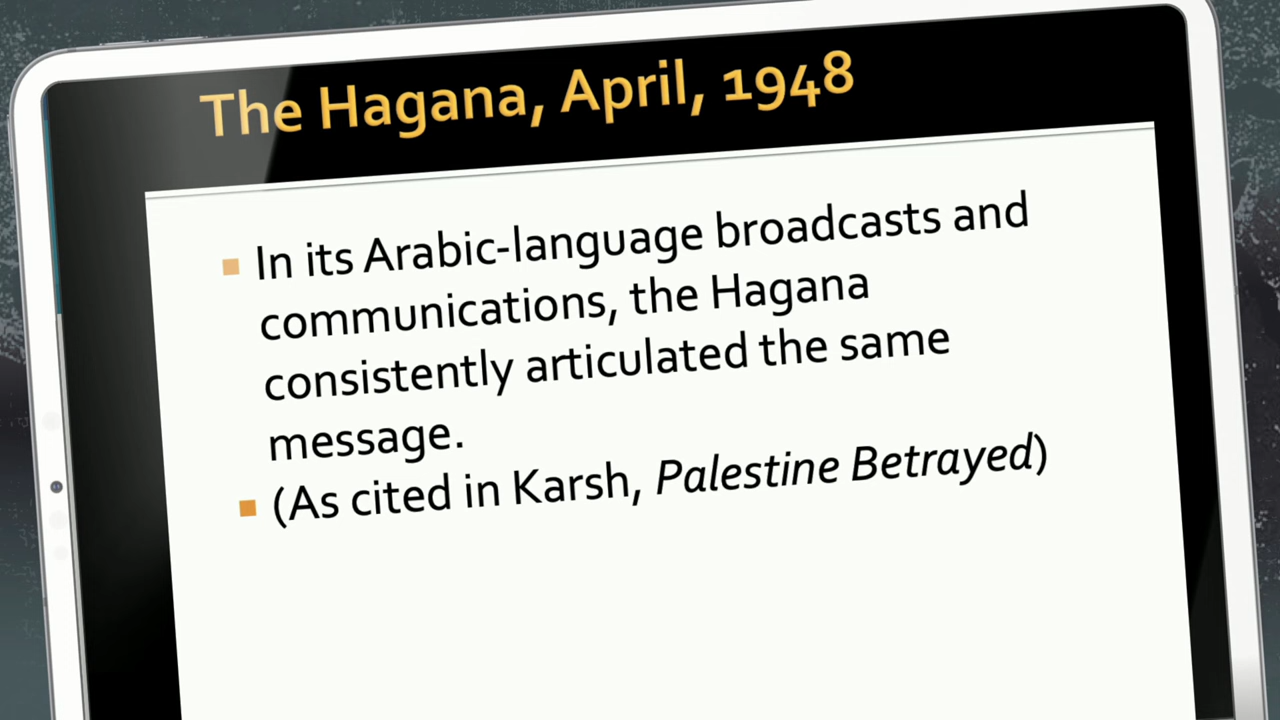 The Hagana, April, 1948
In its Arabic-language broadcasts and
communications, the Hagana
consistently articulated the same
message.
(As cited in Karsh, Palestine Betrayed)